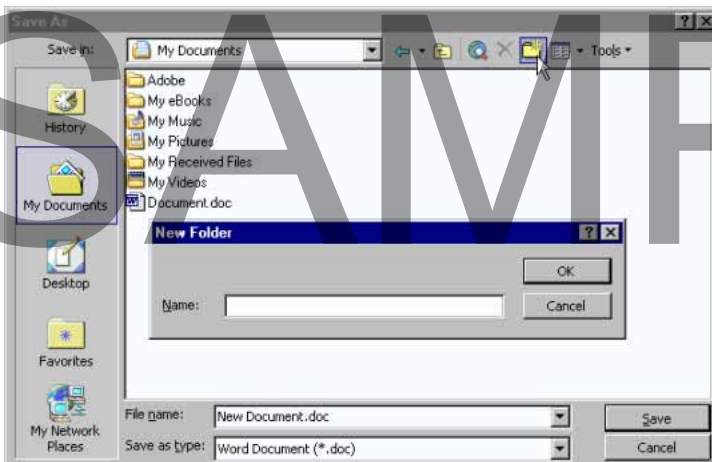 Save As
Save in:
My Documents
Tools
History
My Documents
Desktop
Favorites
My Network
Places
Adobe
My eBooks
My Music
My Pictures
My Received Files
My Videos
Document.doc
New Folder
OK
Name:
Cancel
File name:
New Document.doc
Save
Save as type:
Word Document (*.doc)
Cancel
SAMP